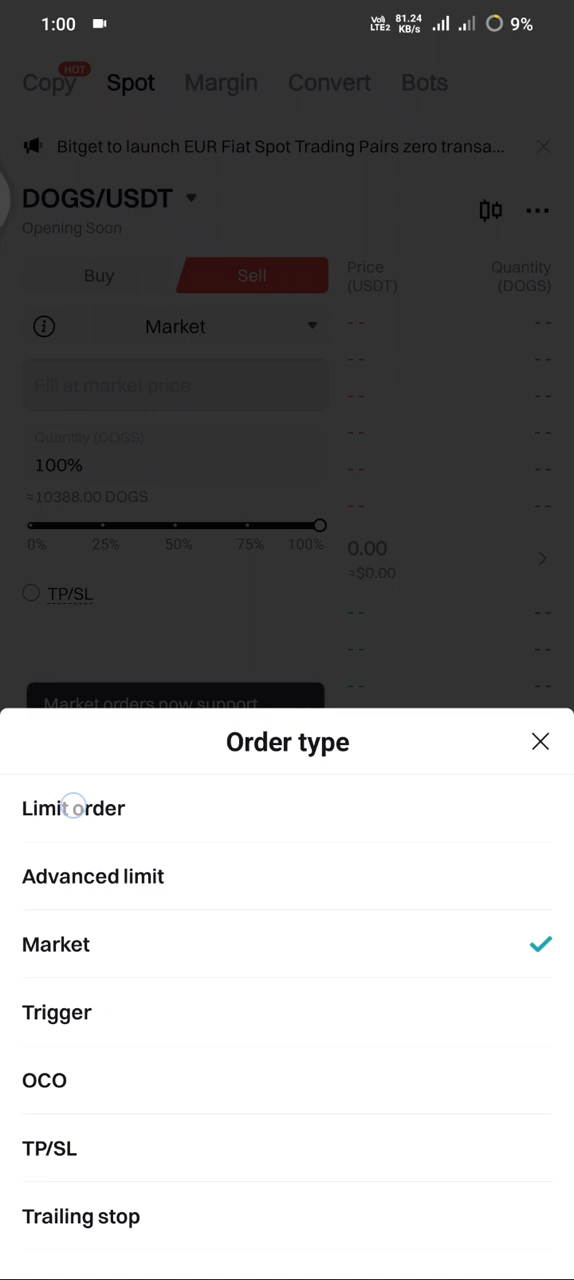 1:00 Vo) LTE2 81.24 KB/s 9%
HOT
Copy Spot Margin Convert Bots
Bitget to launch EUR Fiat Spot Trading Pairs zero transa...
DOGS/USDT
Opening Soon
Buy Sell
Price (USDT) Quantity (DOGS)
Market
-- --
Fill at market price
-- --
-- --
Quantity (DOGS)
-- --
100%
-- --
≈10388.00 DOGS
-- --
0% 25% 50% 75% 100%
0.00
≈$0.00
TP/SL
-- --
-- --
-- --
Market orders now support
Order type
Limit order
Advanced limit
Market
Trigger
OCO
TP/SL
Trailing stop